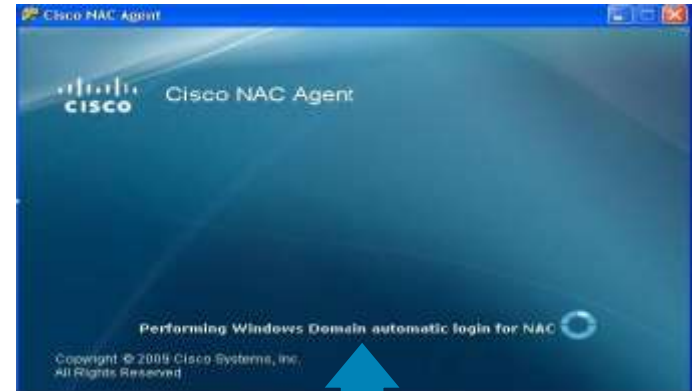 Cisco NAC Agent
CISCO
Cisco NAC Agent
Performing Windows Domain automatic login for NAC
Copyright © 2009 Cisco Systems, Inc.
All Rights Reserved